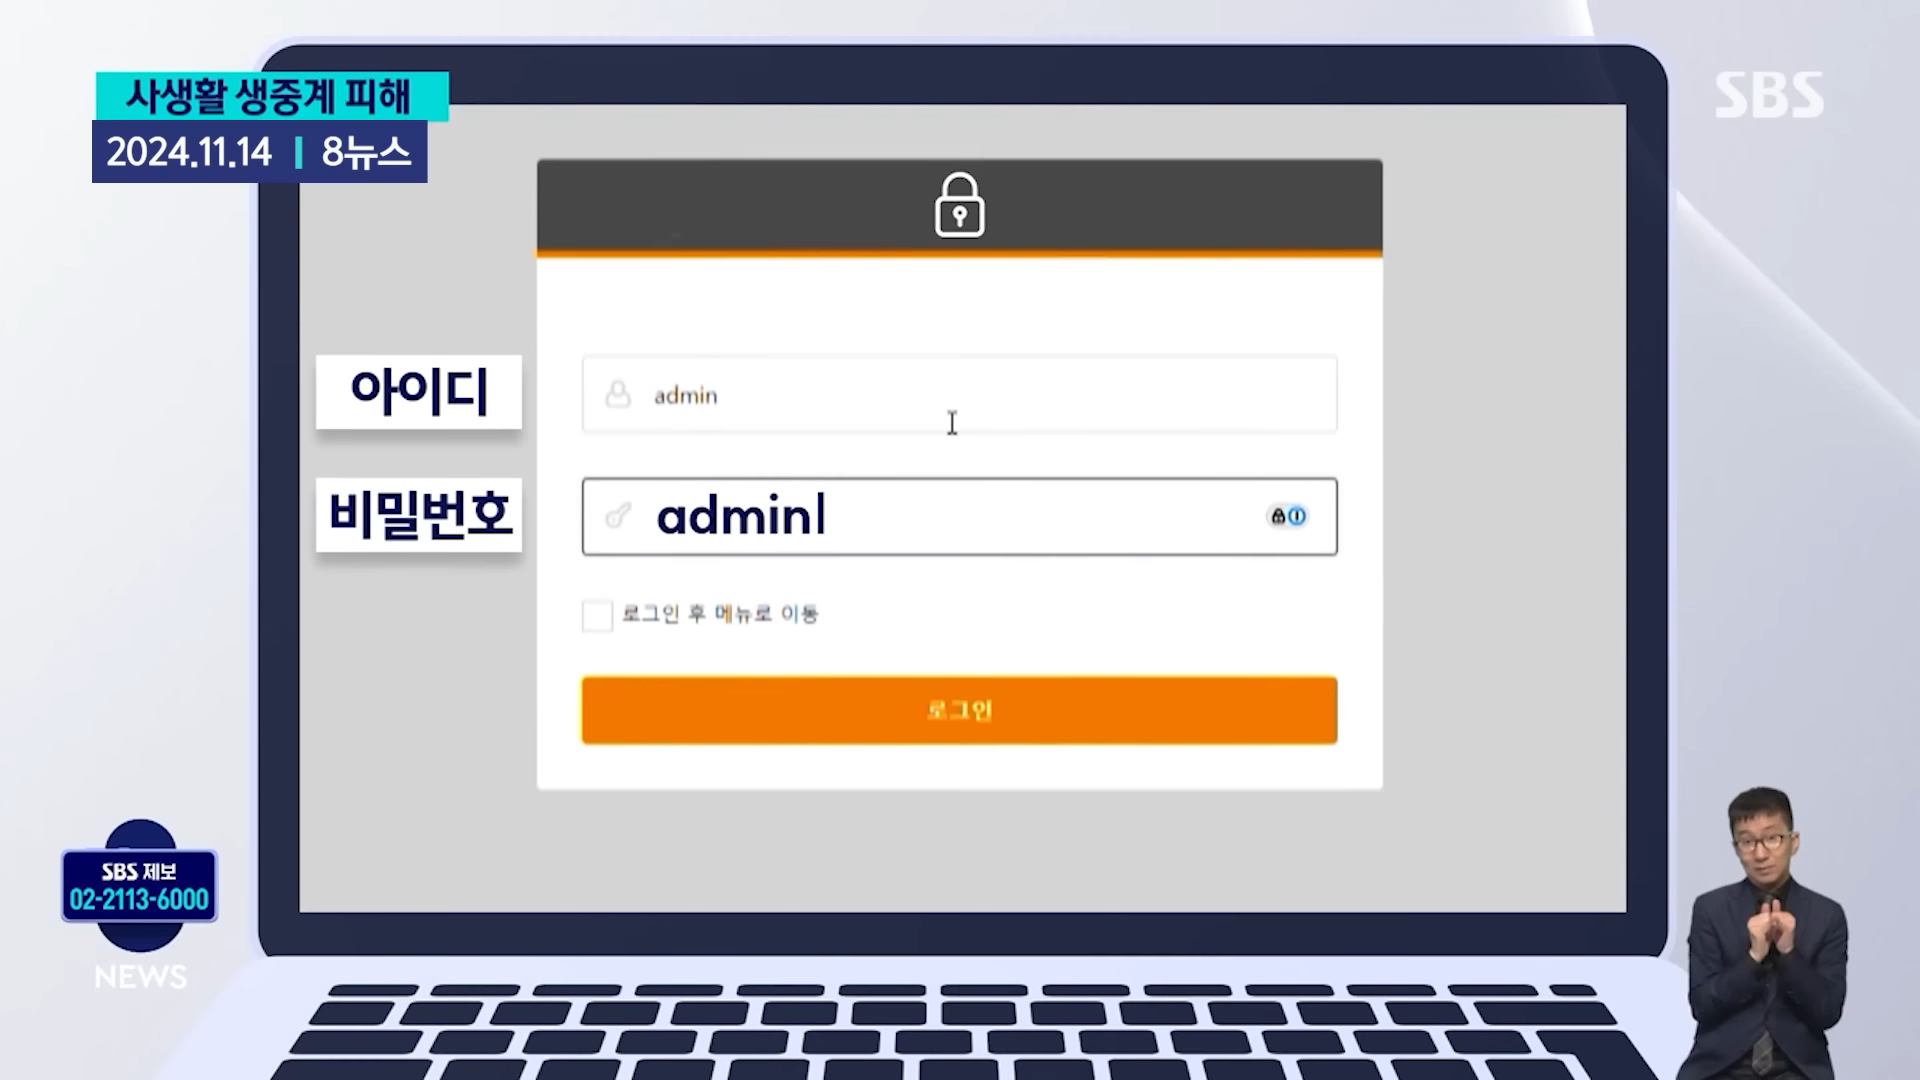 사생활 생중계 피해
2024.11.14 | 8뉴스
SBS
아이디
admin
비밀번호
admin
로그인 후 메뉴로 이동
로그인
SBS 제보
02-2113-6000
NEWS